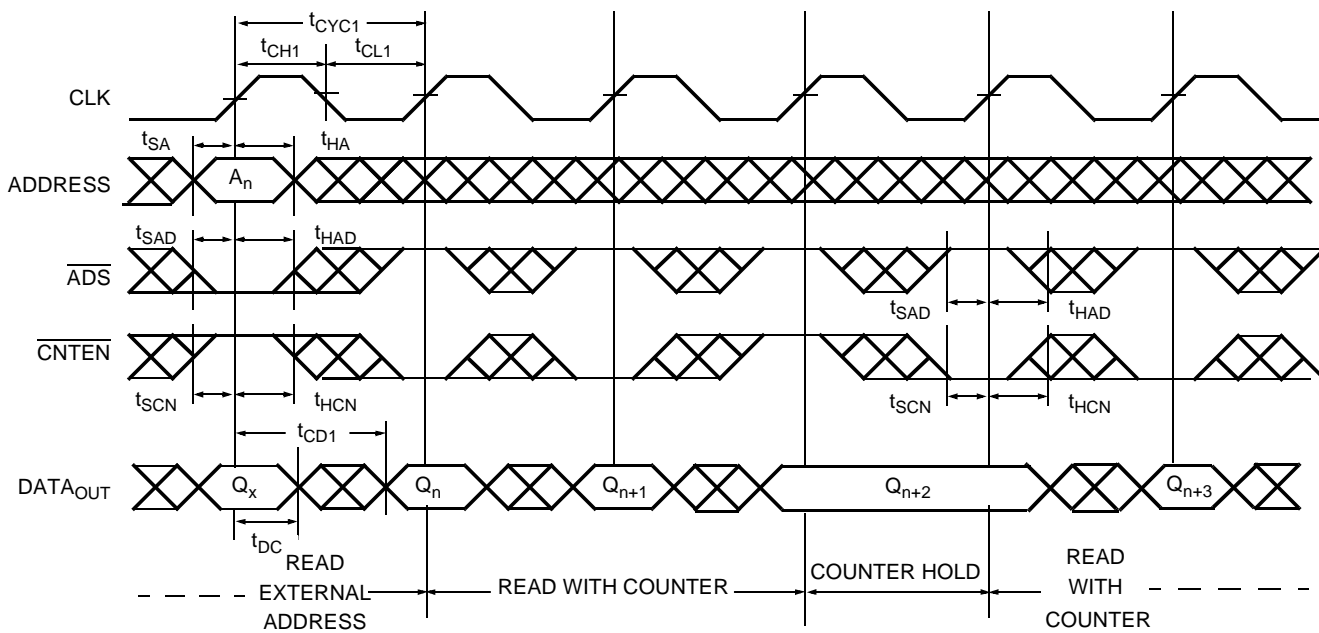 tCYC1
tCH1 tCL1
CLK
tSA tHA
ADDRESS An
tSAD tHAD
ADS
tSAD tHAD
CNTEN
tSCN tHCN tSCN tHCN
tCD1
DATAOUT Qx Qn Qn+1 Qn+2 Qn+3
tDC
READ
EXTERNAL
ADDRESS
READ WITH COUNTER
COUNTER HOLD
READ
WITH
COUNTER